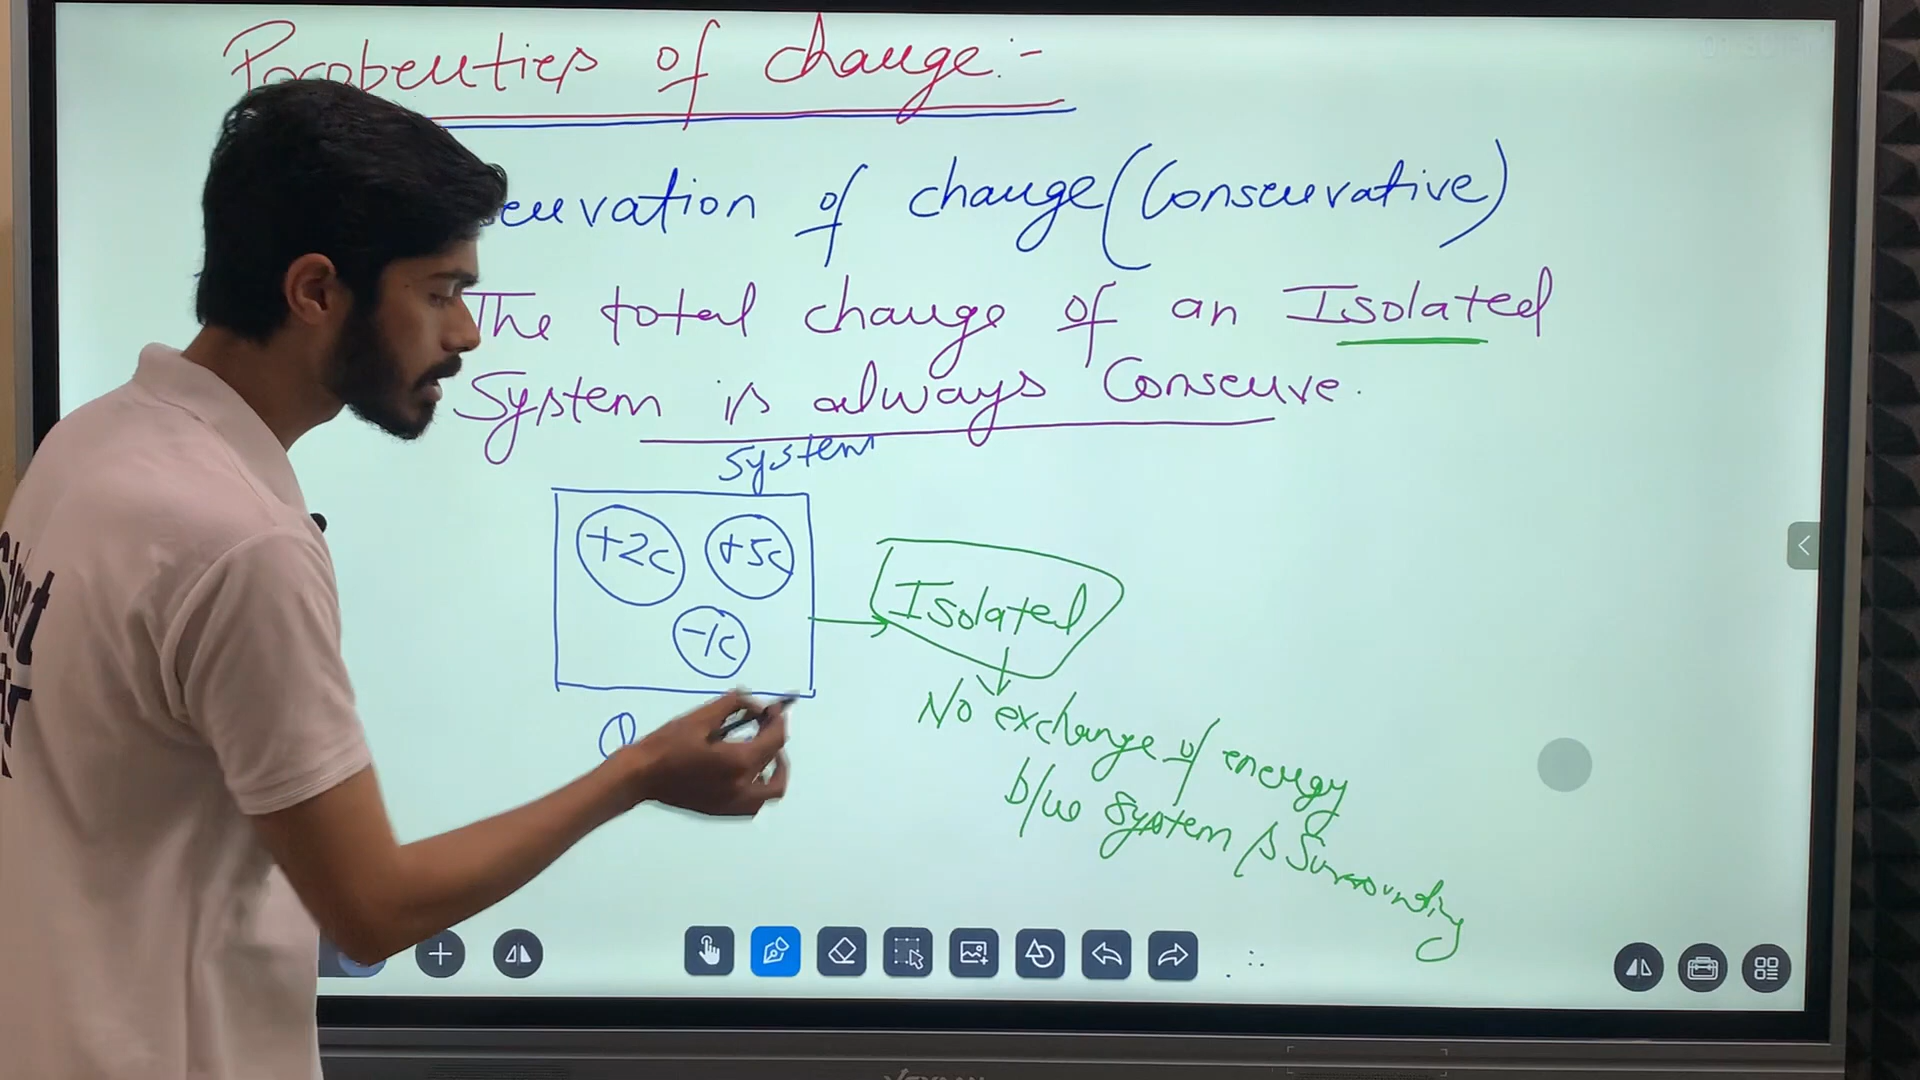 Properties of charge:-
servation of charge (Conservative)
The total charge of an Isolated
System is always Conserve.
System
+2C +5C
-1C
Isolated
No exchange of energy
b/w System & Surrounding
Q